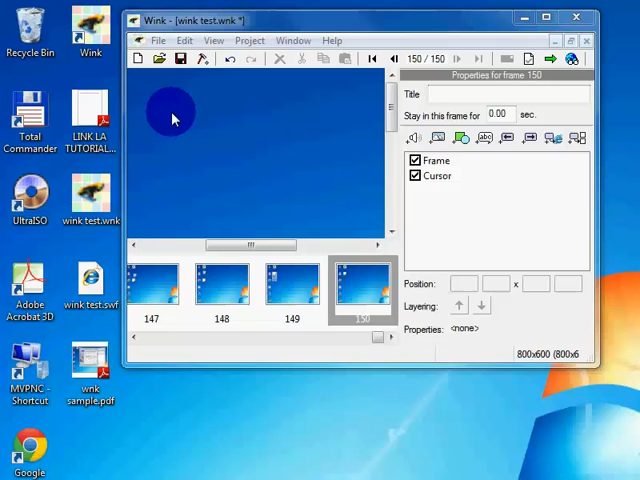 Recycle Bin
Wink
Total
Commander
LINK LA
TUTORIAL...
UltraISO
wink test.wnk
Adobe
Acrobat 3D
wink test.swf
MVPNC -
Shortcut
wnk
sample.pdf
Google
Wink - [wink test.wnk *]
File Edit View Project Window Help
150 / 150
Properties for frame 150
Title
Stay in this frame for 0.00 sec.
abc
Frame
Cursor
Position: x
Layering:
Properties: <none>
147 148 149 150
800x600 (800x6